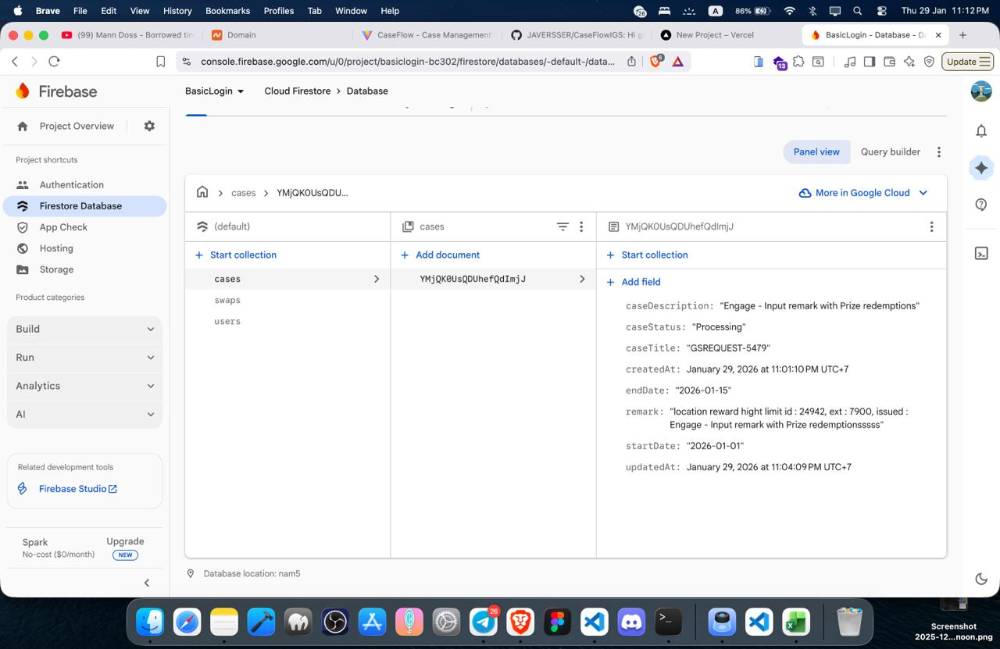 Brave File Edit View History Bookmarks Profiles Tab Window Help 26 A 86% Thu 29 Jan 11:12 PM
(99) Mann Doss - Borrowed tim
Domain
CaseFlow - Case Management
JAVERSSER/CaseFlowIGS: Hi g
New Project – Vercel
BasicLogin - Database - Da
console.firebase.google.com/u/0/project/basiclogin-bc302/firestore/databases/-default-/data...
6
13
Update
Firebase
BasicLogin
Cloud Firestore > Database
Project Overview
Project shortcuts
Authentication
Firestore Database
App Check
Hosting
Storage
Product categories
Build
Run
Analytics
AI
Related development tools
Firebase Studio
Spark
No-cost ($0/month)
Upgrade
NEW
Panel view
Query builder
cases
YMjQK0UsQDU...
More in Google Cloud
(default)
Start collection
cases
swaps
users
cases
Add document
YMjQK0UsQDUhefQdImjJ
YMjQK0UsQDUhefQdImjJ
Start collection
Add field
caseDescription: "Engage - Input remark with Prize redemptions"
caseStatus: "Processing"
caseTitle: "GSREQUEST-5479"
createdAt: January 29, 2026 at 11:01:10 PM UTC+7
endDate: "2026-01-15"
remark: "location reward hight limit id : 24942, ext : 7900, issued :
Engage - Input remark with Prize redemptionsssss"
startDate: "2026-01-01"
updatedAt: January 29, 2026 at 11:04:09 PM UTC+7
Database location: nam5
26
Screenshot
2025-12...noon.png